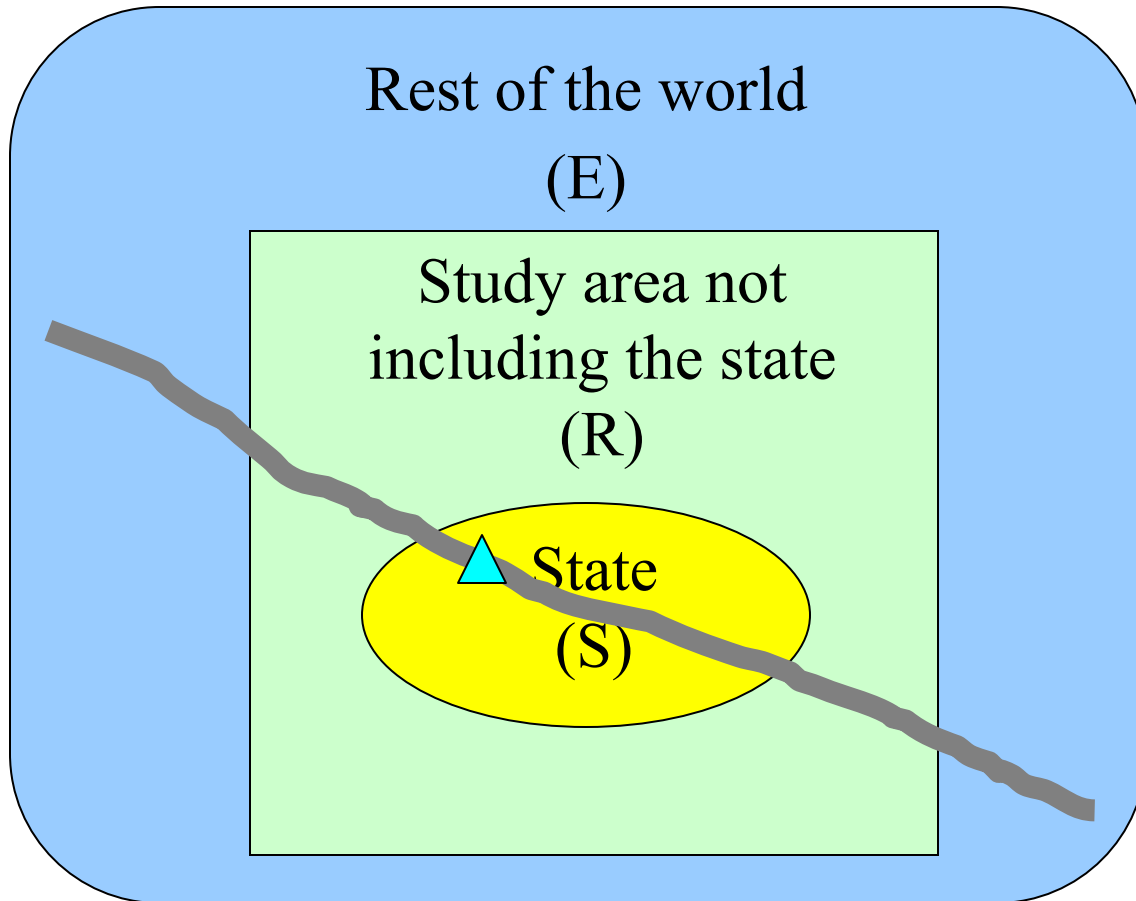 Rest of the world
(E)
Study area not
including the state
(R)
State
(S)